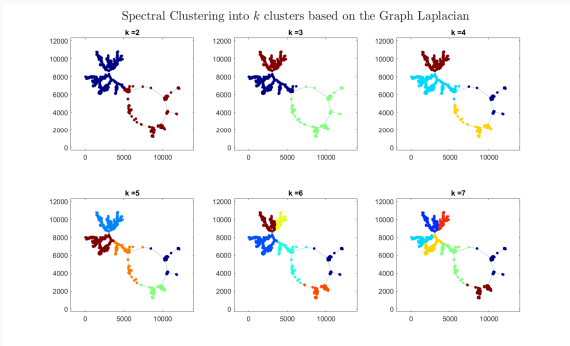 Spectral Clustering into k clusters based on the Graph Laplacian
k =2 k =3 k =4
12000 12000 12000
10000 10000 10000
8000 8000 8000
6000 6000 6000
4000 4000 4000
2000 2000 2000
0 0 0
0 5000 10000 0 5000 10000 0 5000 10000
k =5 k =6 k =7
12000 12000 12000
10000 10000 10000
8000 8000 8000
6000 6000 6000
4000 4000 4000
2000 2000 2000
0 0 0
0 5000 10000 0 5000 10000 0 5000 10000